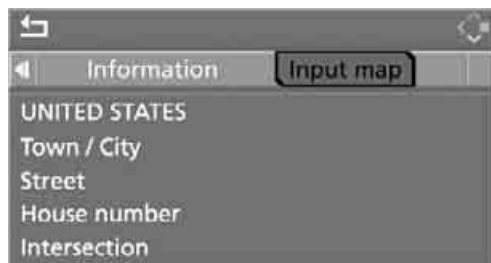 Information Input map
UNITED STATES
Town / City
Street
House number
Intersection